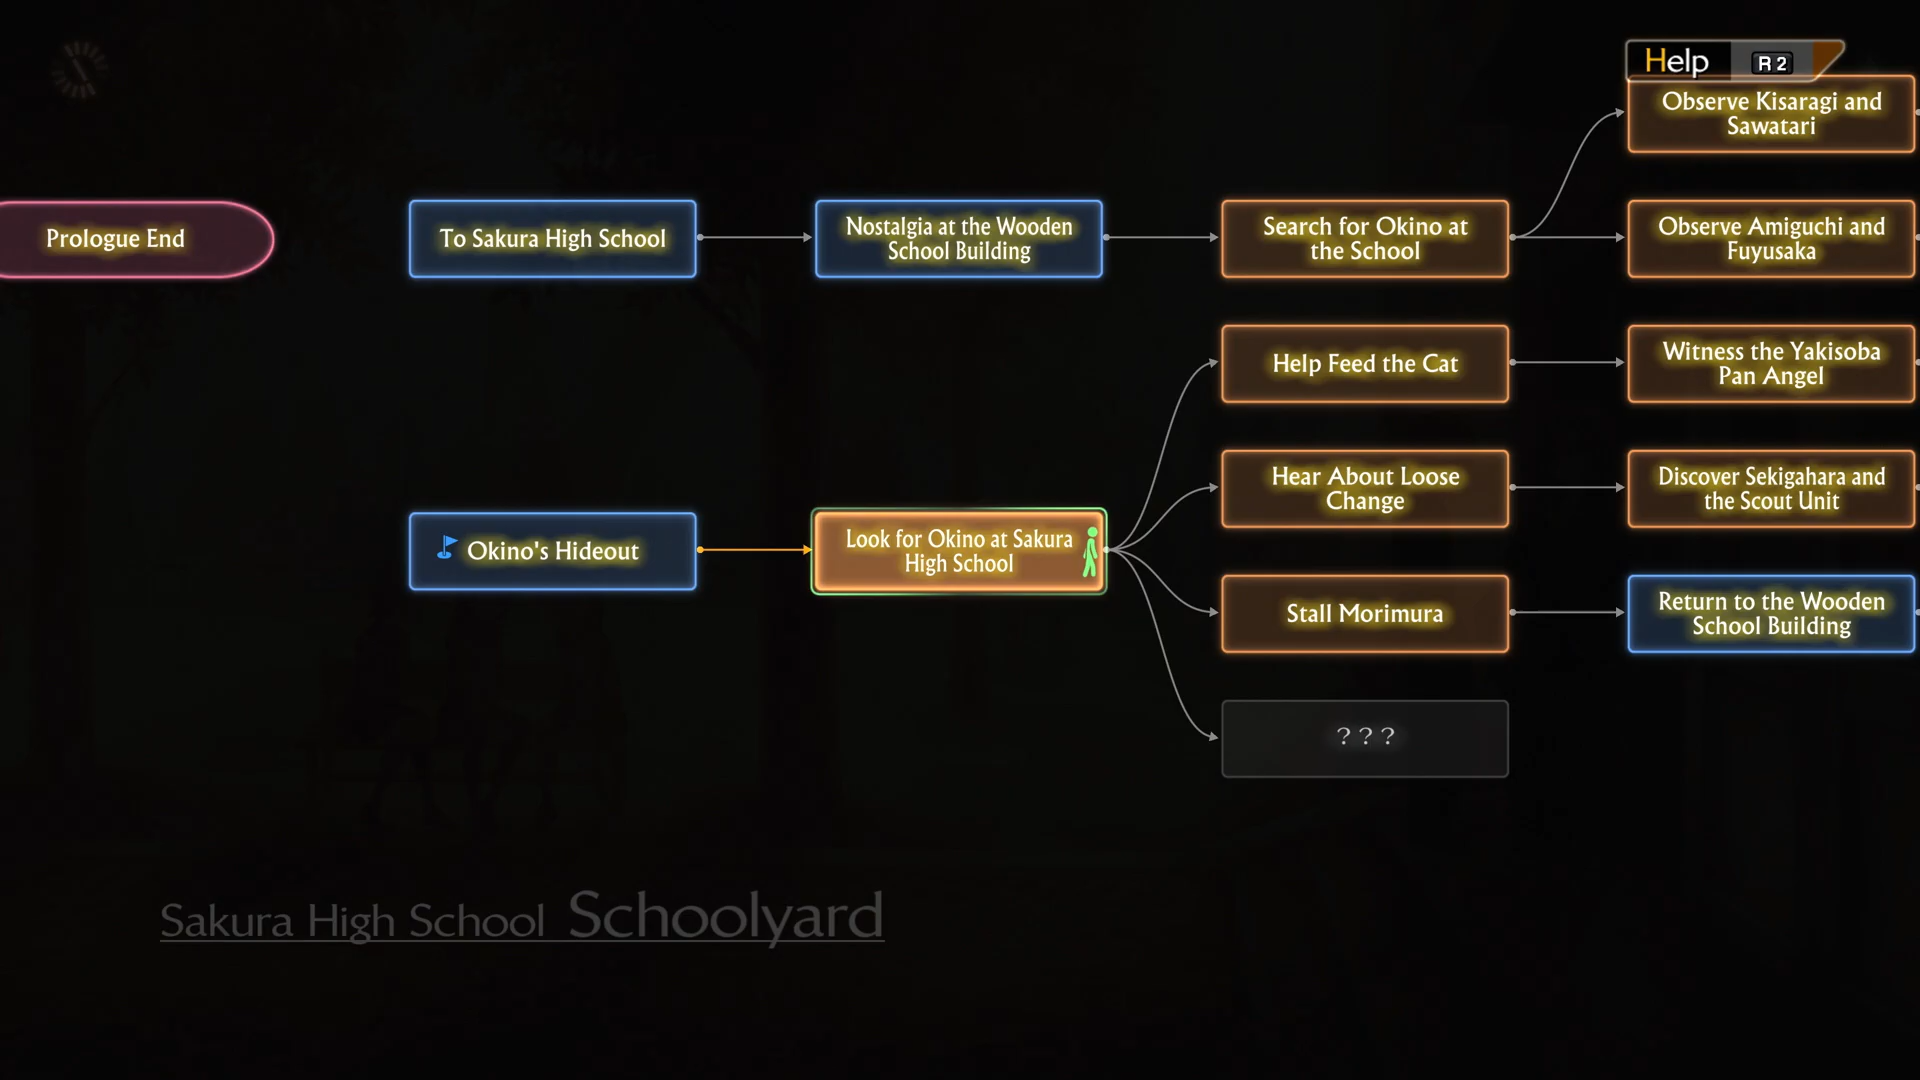 Help R2
Observe Kisaragi and
Sawatari
Prologue End
To Sakura High School
Nostalgia at the Wooden
School Building
Search for Okino at
the School
Observe Amiguchi and
Fuyusaka
Help Feed the Cat
Witness the Yakisoba
Pan Angel
Hear About Loose
Change
Discover Sekigahara and
the Scout Unit
Okino's Hideout
Look for Okino at Sakura
High School
Stall Morimura
Return to the Wooden
School Building
???
Sakura High School Schoolyard